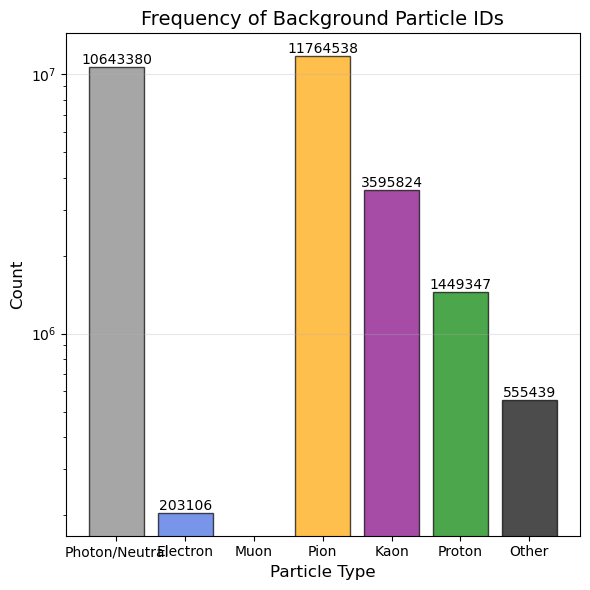 Frequency of Background Particle IDs
10643380
11764538
3595824
1449347
555439
203106
10⁷
10⁶
Count
Photon/Neutral
Electron
Muon
Pion
Kaon
Proton
Other
Particle Type